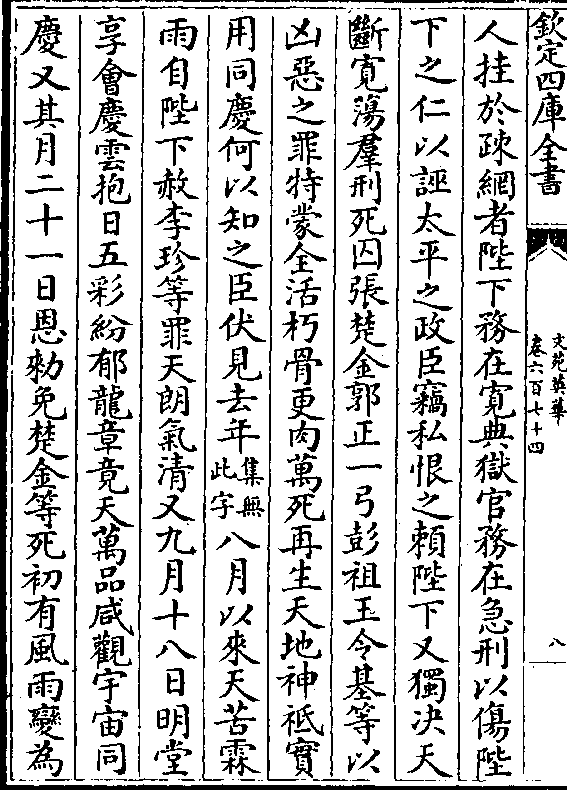 欽定四庫全書
文苑英華
卷六百七十四
八
人挂於疎網者陛下務在寛典獄官務在急刑以傷陛
下之仁以誣太平之政臣竊私恨之頼陛下又獨決天
斷寛蕩羣刑死囚張楚金郭正一弓彭祖王令基等以
凶惡之罪特蒙全活朽骨更肉萬死再生天地神祗實
用同慶何以知之臣伏見去年集無此字八月以來天苦霖
雨自陛下赦李珍等罪天朗氣清又九月十八日明堂
享會慶雲抱日五彩紛郁龍章竟天萬品咸觀宇宙同
慶又其月二十一日恩勑免楚金等死初有風雨變為